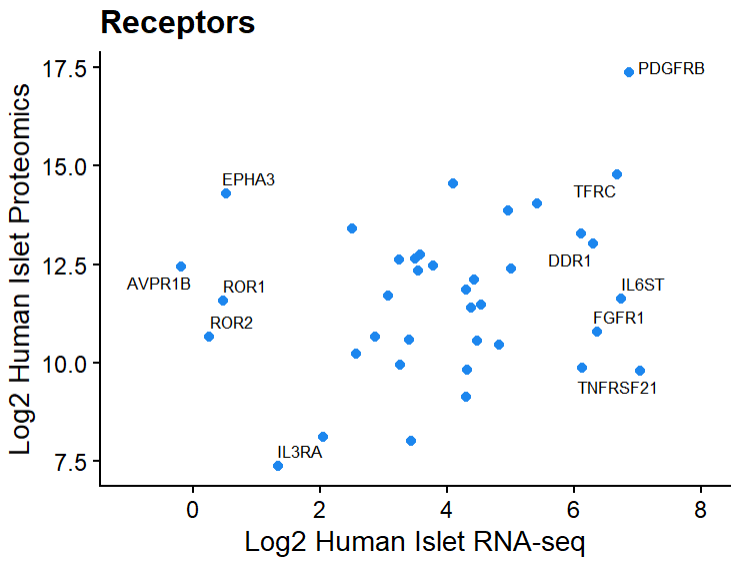 Receptors
Log2 Human Islet Proteomics
17.5
15.0
12.5
10.0
7.5
PDGFRB
EPHA3
TFRC
DDR1
AVPR1B
ROR1
IL6ST
ROR2
FGFR1
TNFRSF21
IL3RA
0 2 4 6 8
Log2 Human Islet RNA-seq